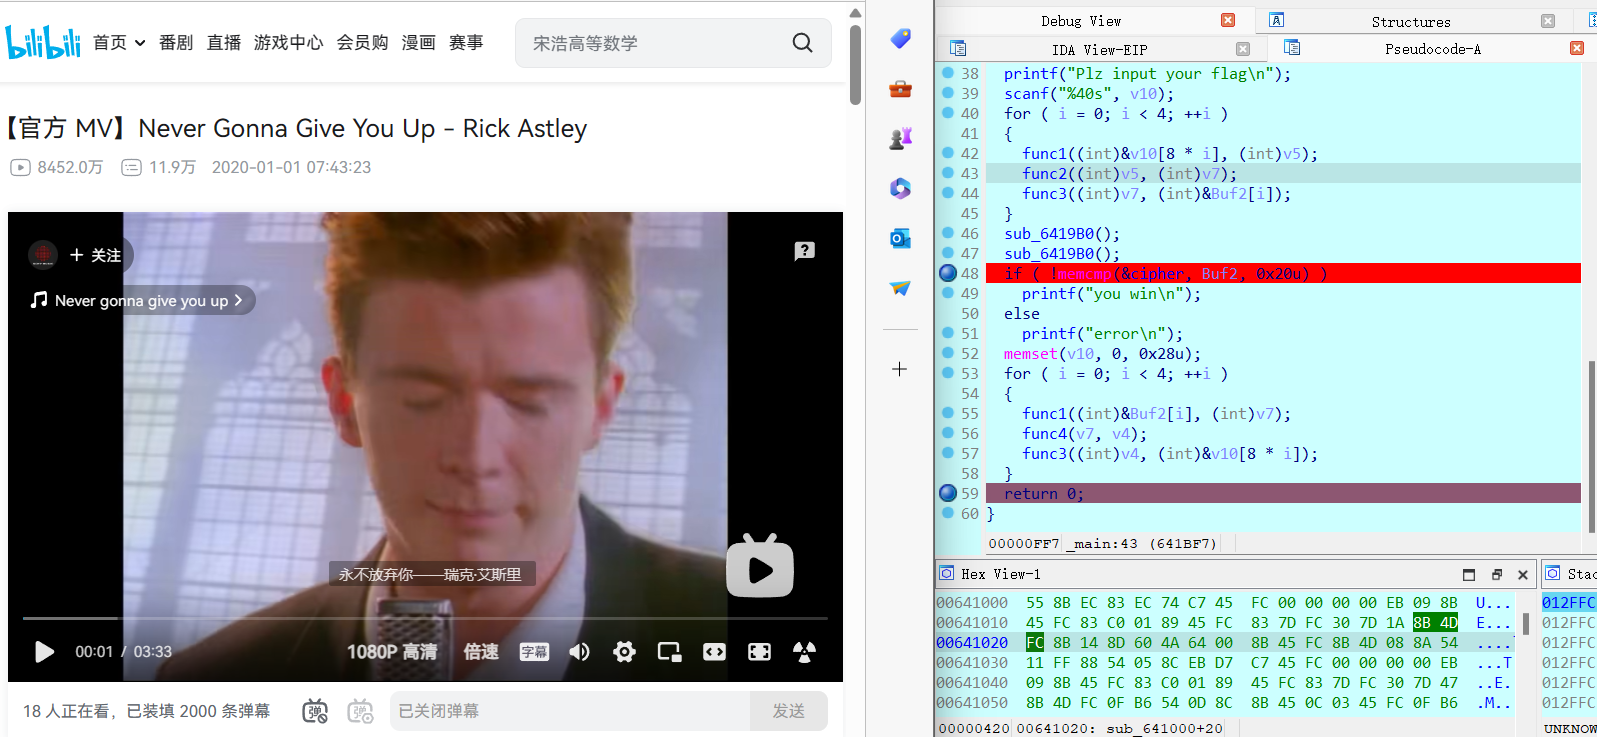 bilibili 首页 番剧 直播 游戏中心 会员购 漫画 赛事 宋浩高等数学
【官方 MV】Never Gonna Give You Up - Rick Astley
8452.0万 11.9万 2020-01-01 07:43:23
+ 关注
Never gonna give you up >
永不放弃你——瑞克·艾斯里
00:01 / 03:33 1080P 高清 倍速 字幕
18 人正在看，已装填 2000 条弹幕 弹 弹 已关闭弹幕 发送
Debug View Structures
IDA View-EIP Pseudocode-A
38 printf("Plz input your flag\n");
39 scanf("%40s", v10);
40 for ( i = 0; i < 4; ++i )
41 {
42 func1((int)&v10[8 * i], (int)v5);
43 func2((int)v5, (int)v7);
44 func3((int)v7, (int)&Buf2[i]);
45 }
46 sub_6419B0();
47 sub_6419B0();
48 if ( !memcmp(&cipher, Buf2, 0x20u) )
49 printf("you win\n");
50 else
51 printf("error\n");
52 memset(v10, 0, 0x28u);
53 for ( i = 0; i < 4; ++i )
54 {
55 func1((int)&Buf2[i], (int)v7);
56 func4(v7, v4);
57 func3((int)v4, (int)&v10[8 * i]);
58 }
59 return 0;
60 }
00000FF7 _main:43 (641BF7)
Hex View-1 Stac
00641000 55 8B EC 83 EC 74 C7 45 FC 00 00 00 00 EB 09 8B U... 012FFC
00641010 45 FC 83 C0 01 89 45 FC 83 7D FC 30 7D 1A 8B 4D E... 012FFC
00641020 FC 8B 14 8D 60 4A 64 00 8B 45 FC 8B 4D 08 8A 54 .... 012FFC
00641030 11 FF 88 54 05 8C EB D7 C7 45 FC 00 00 00 00 EB ...T 012FFC
00641040 09 8B 45 FC 83 C0 01 89 45 FC 83 7D FC 30 7D 47 ..E. 012FFC
00641050 8B 4D FC 0F B6 54 0D 8C 8B 45 0C 03 45 FC 0F B6 .M.. 012FFC
00000420 00641020: sub_641000+20 UNKNOW